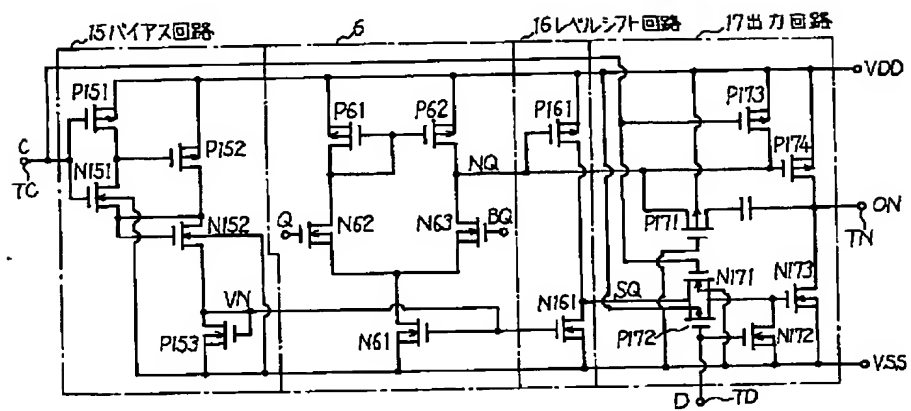 15バイアス回路
6
16レベルシフト回路
17出力回路
VDD
P151
P61
P62
P161
P173
P152
P174
C
TC
N151
NQ
ON
TN
Q
N62
N63
BQ
P171
N152
N171
N173
VN
SQ
N161
P153
N61
P172
N172
VSS
D
TD